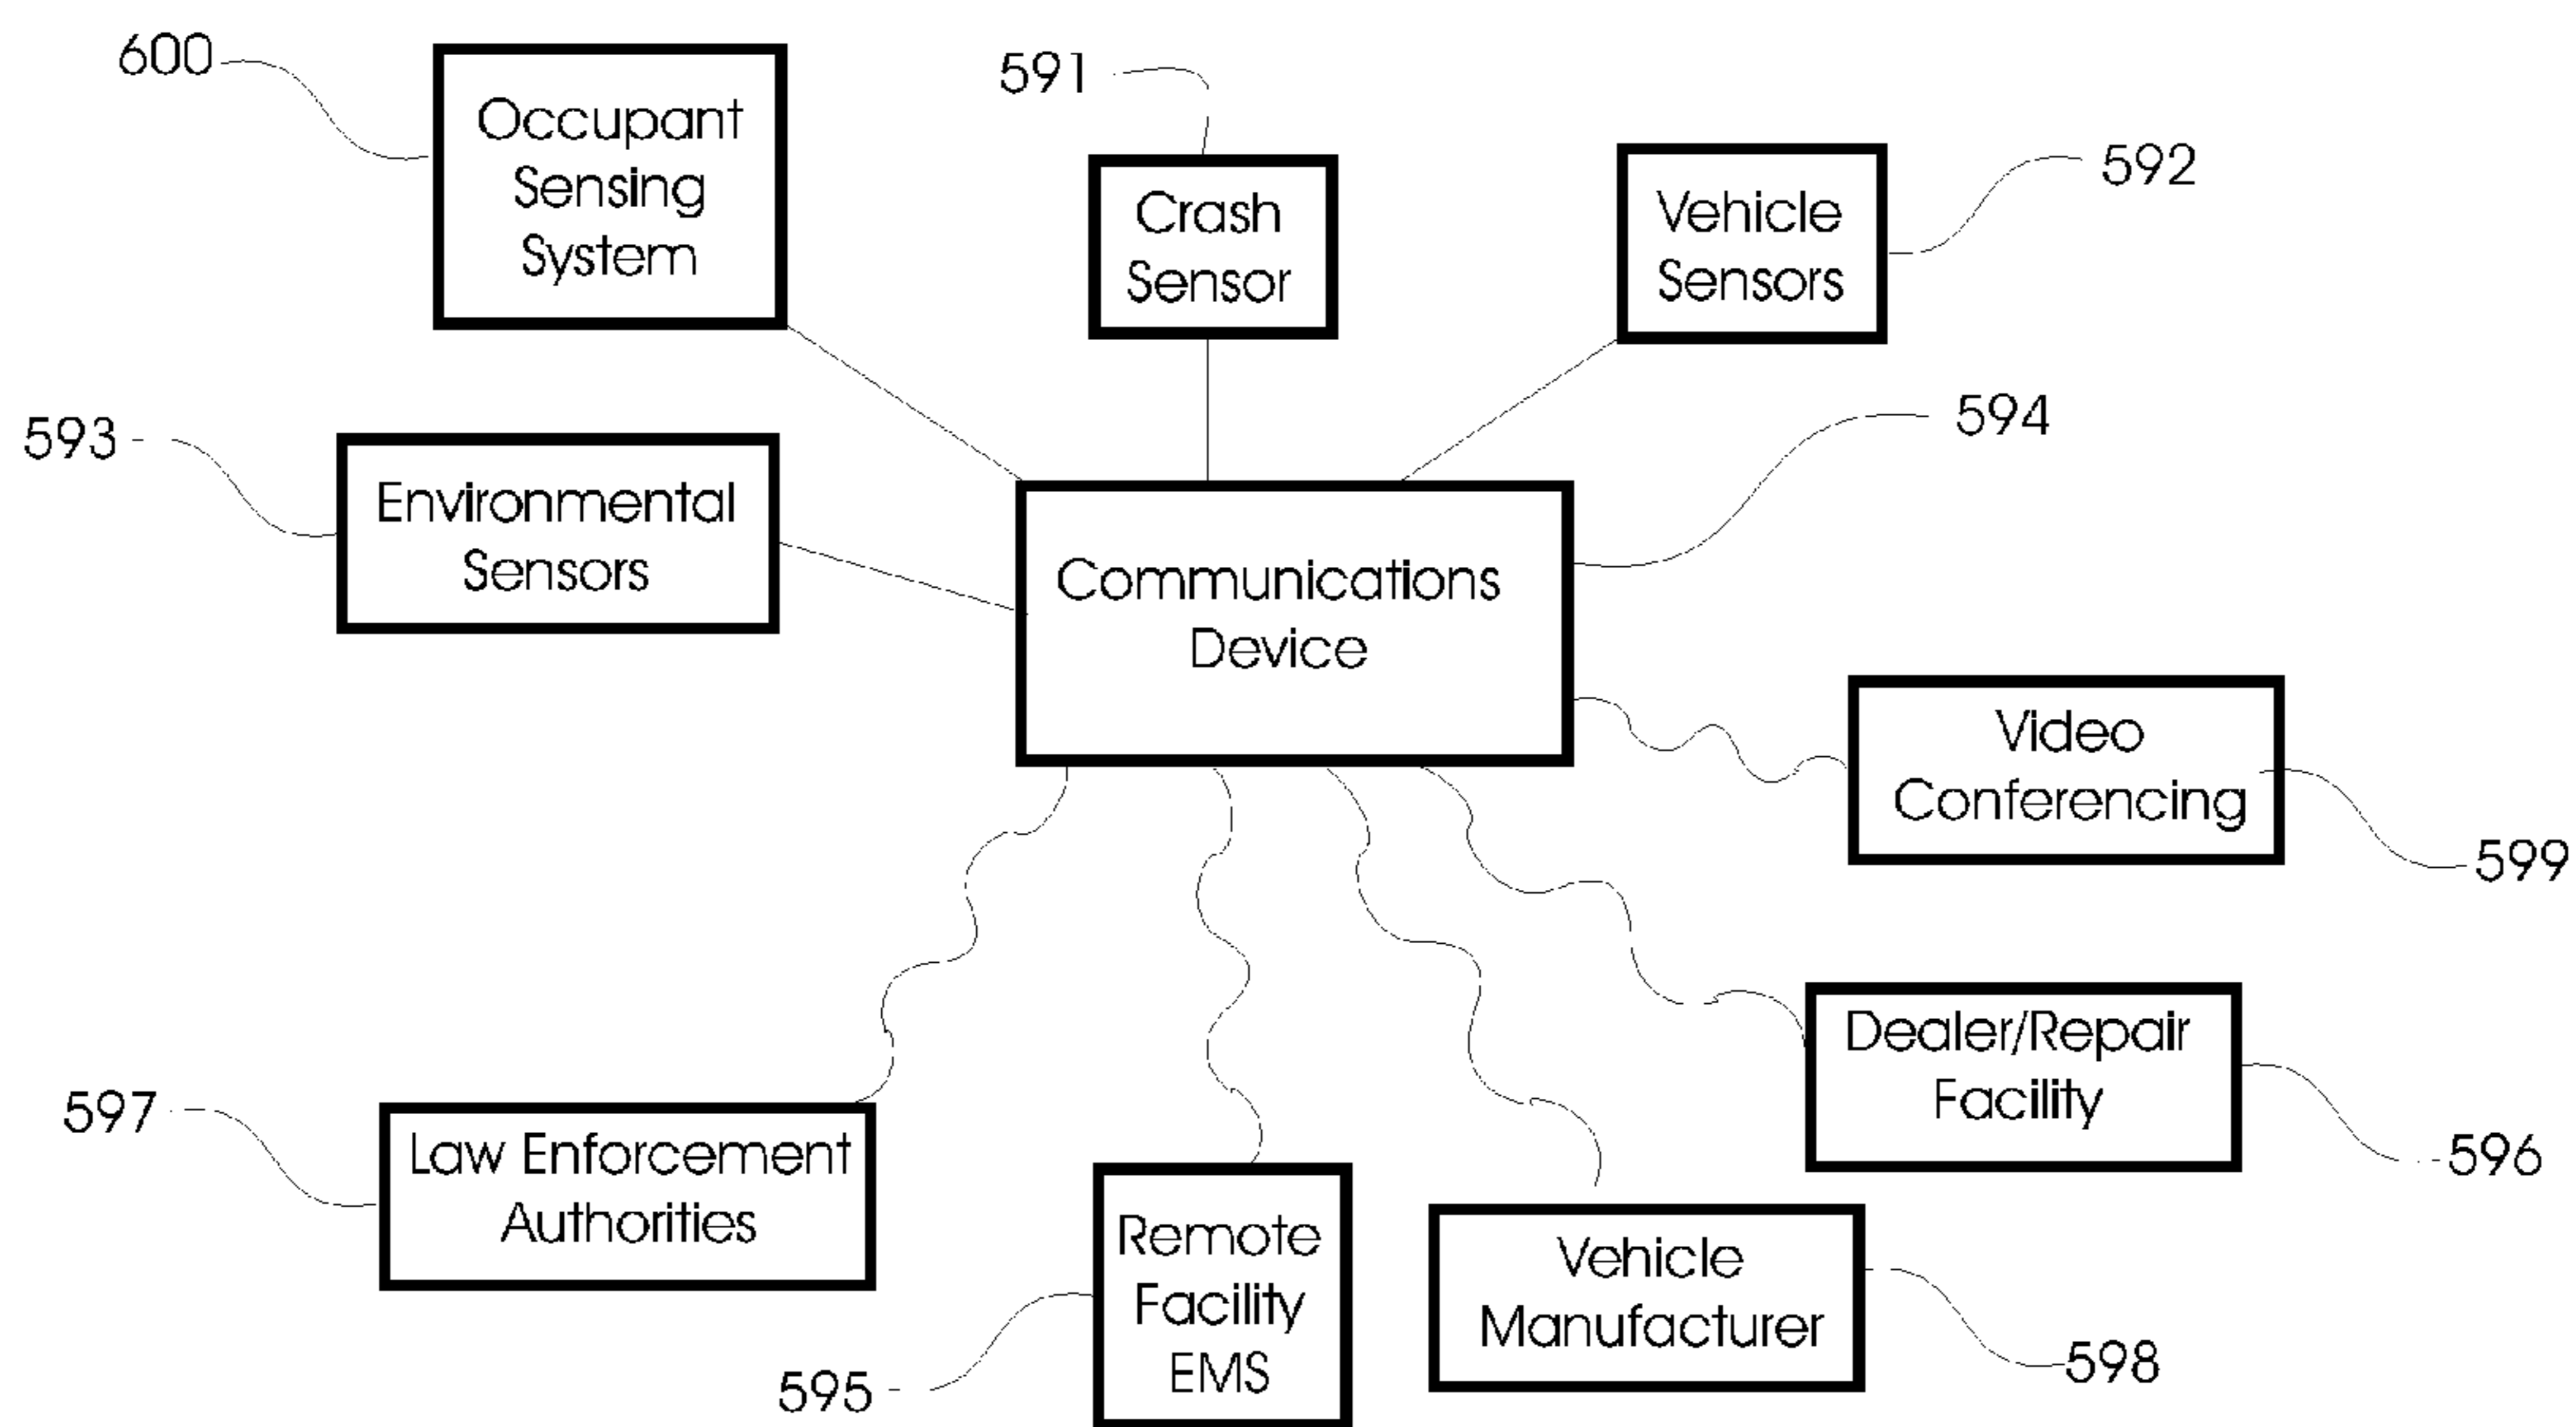 600
Occupant
Sensing
System
591
Crash
Sensor
Vehicle
Sensors
592
593
Environmental
Sensors
594
Communications
Device
Video
Conferencing
599
Dealer/Repair
Facility
596
597
Law Enforcement
Authorities
Remote
Facility
EMS
595
Vehicle
Manufacturer
598